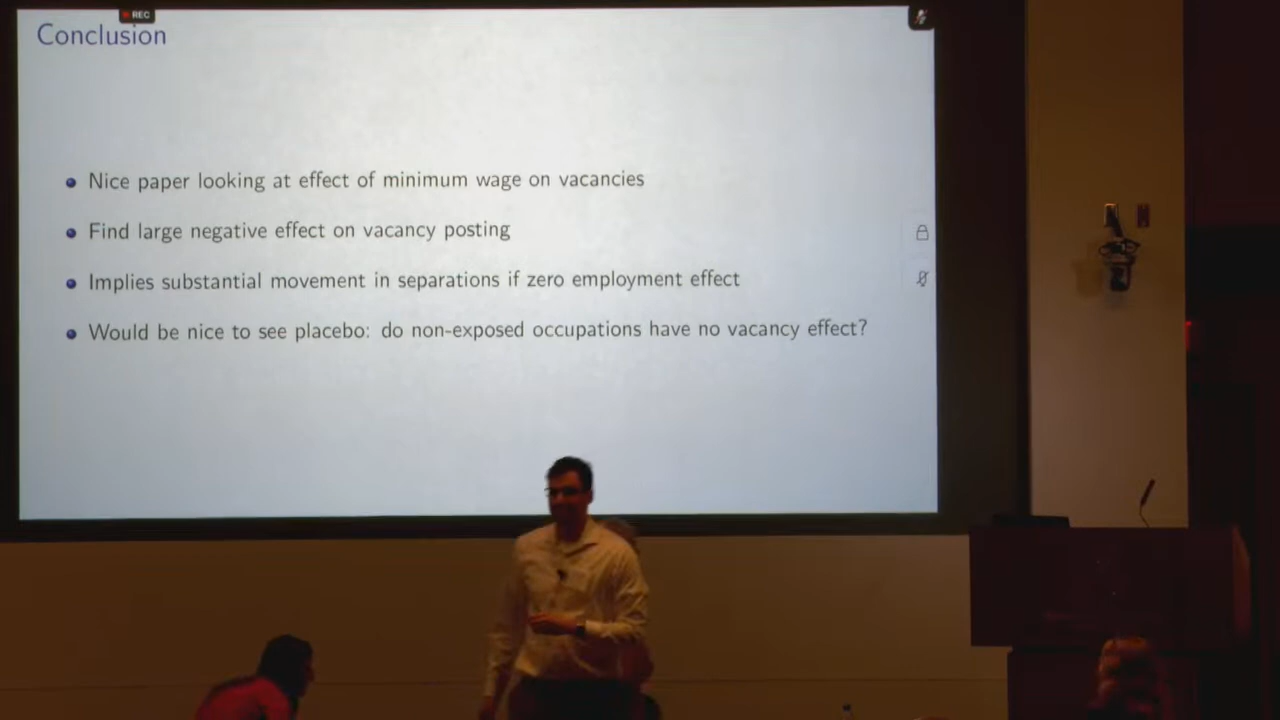 REC
Conclusion
Nice paper looking at effect of minimum wage on vacancies
Find large negative effect on vacancy posting
Implies substantial movement in separations if zero employment effect
Would be nice to see placebo: do non-exposed occupations have no vacancy effect?